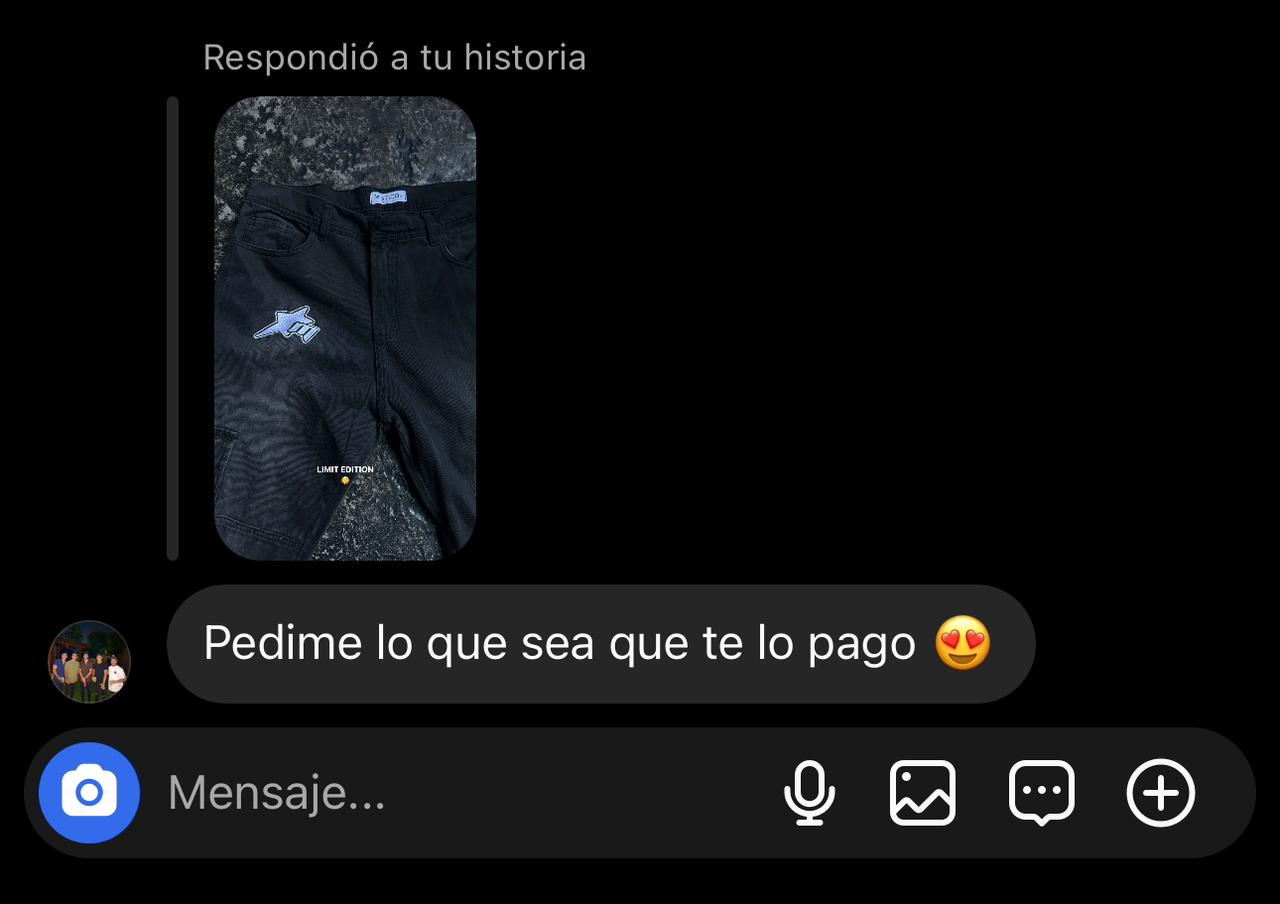 Respondió a tu historia
LIMIT EDITION
Pedime lo que sea que te lo pago 😍
Mensaje...